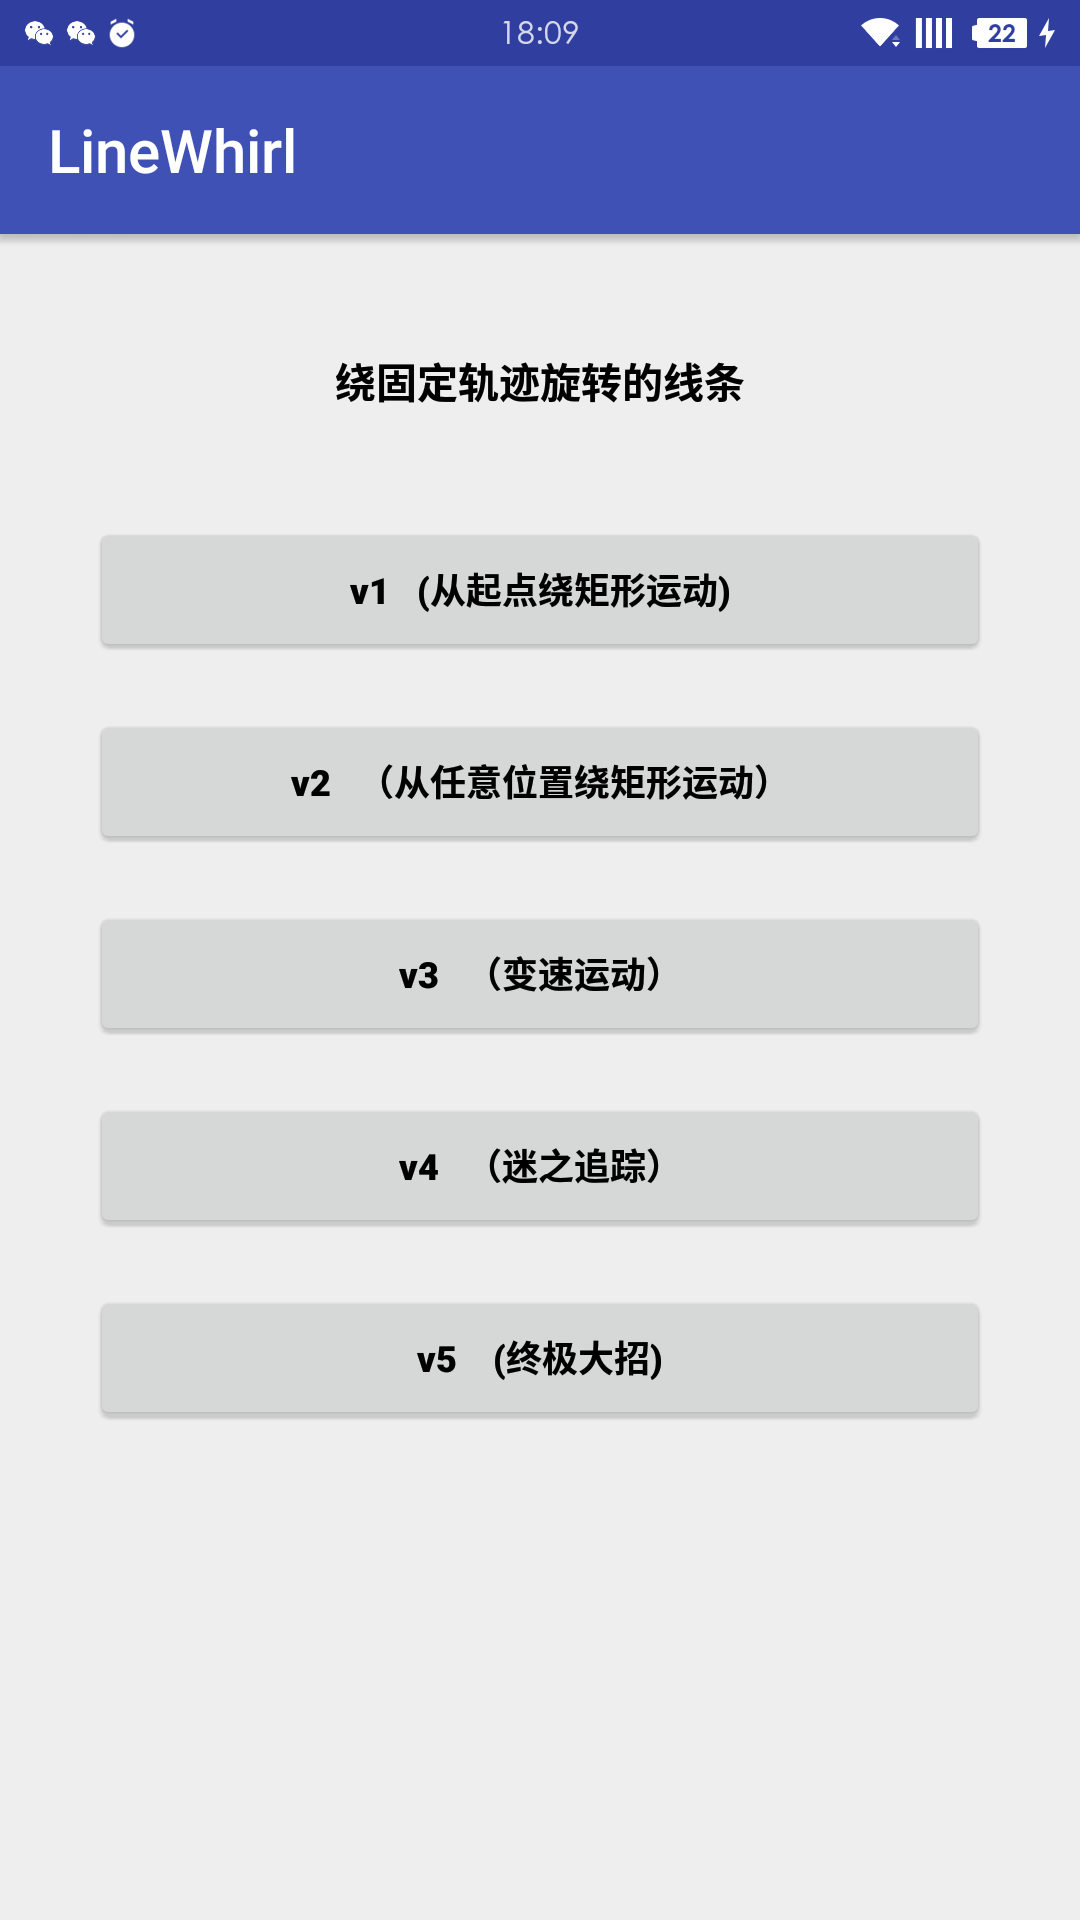 18:09
22
LineWhirl
绕固定轨迹旋转的线条
v1 (从起点绕矩形运动)
v2 （从任意位置绕矩形运动）
v3 （变速运动）
v4 （迷之追踪）
v5 (终极大招)